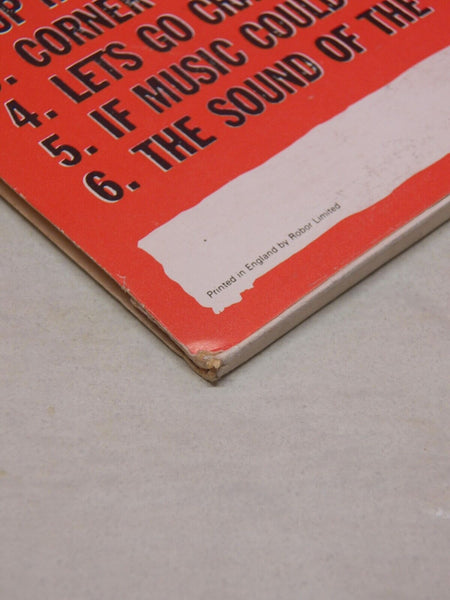 UP
CORNER
4. LETS GO CRA
5. IF MUSIC COULD
6. THE SOUND OF THE
Printed in England by Robor Limited